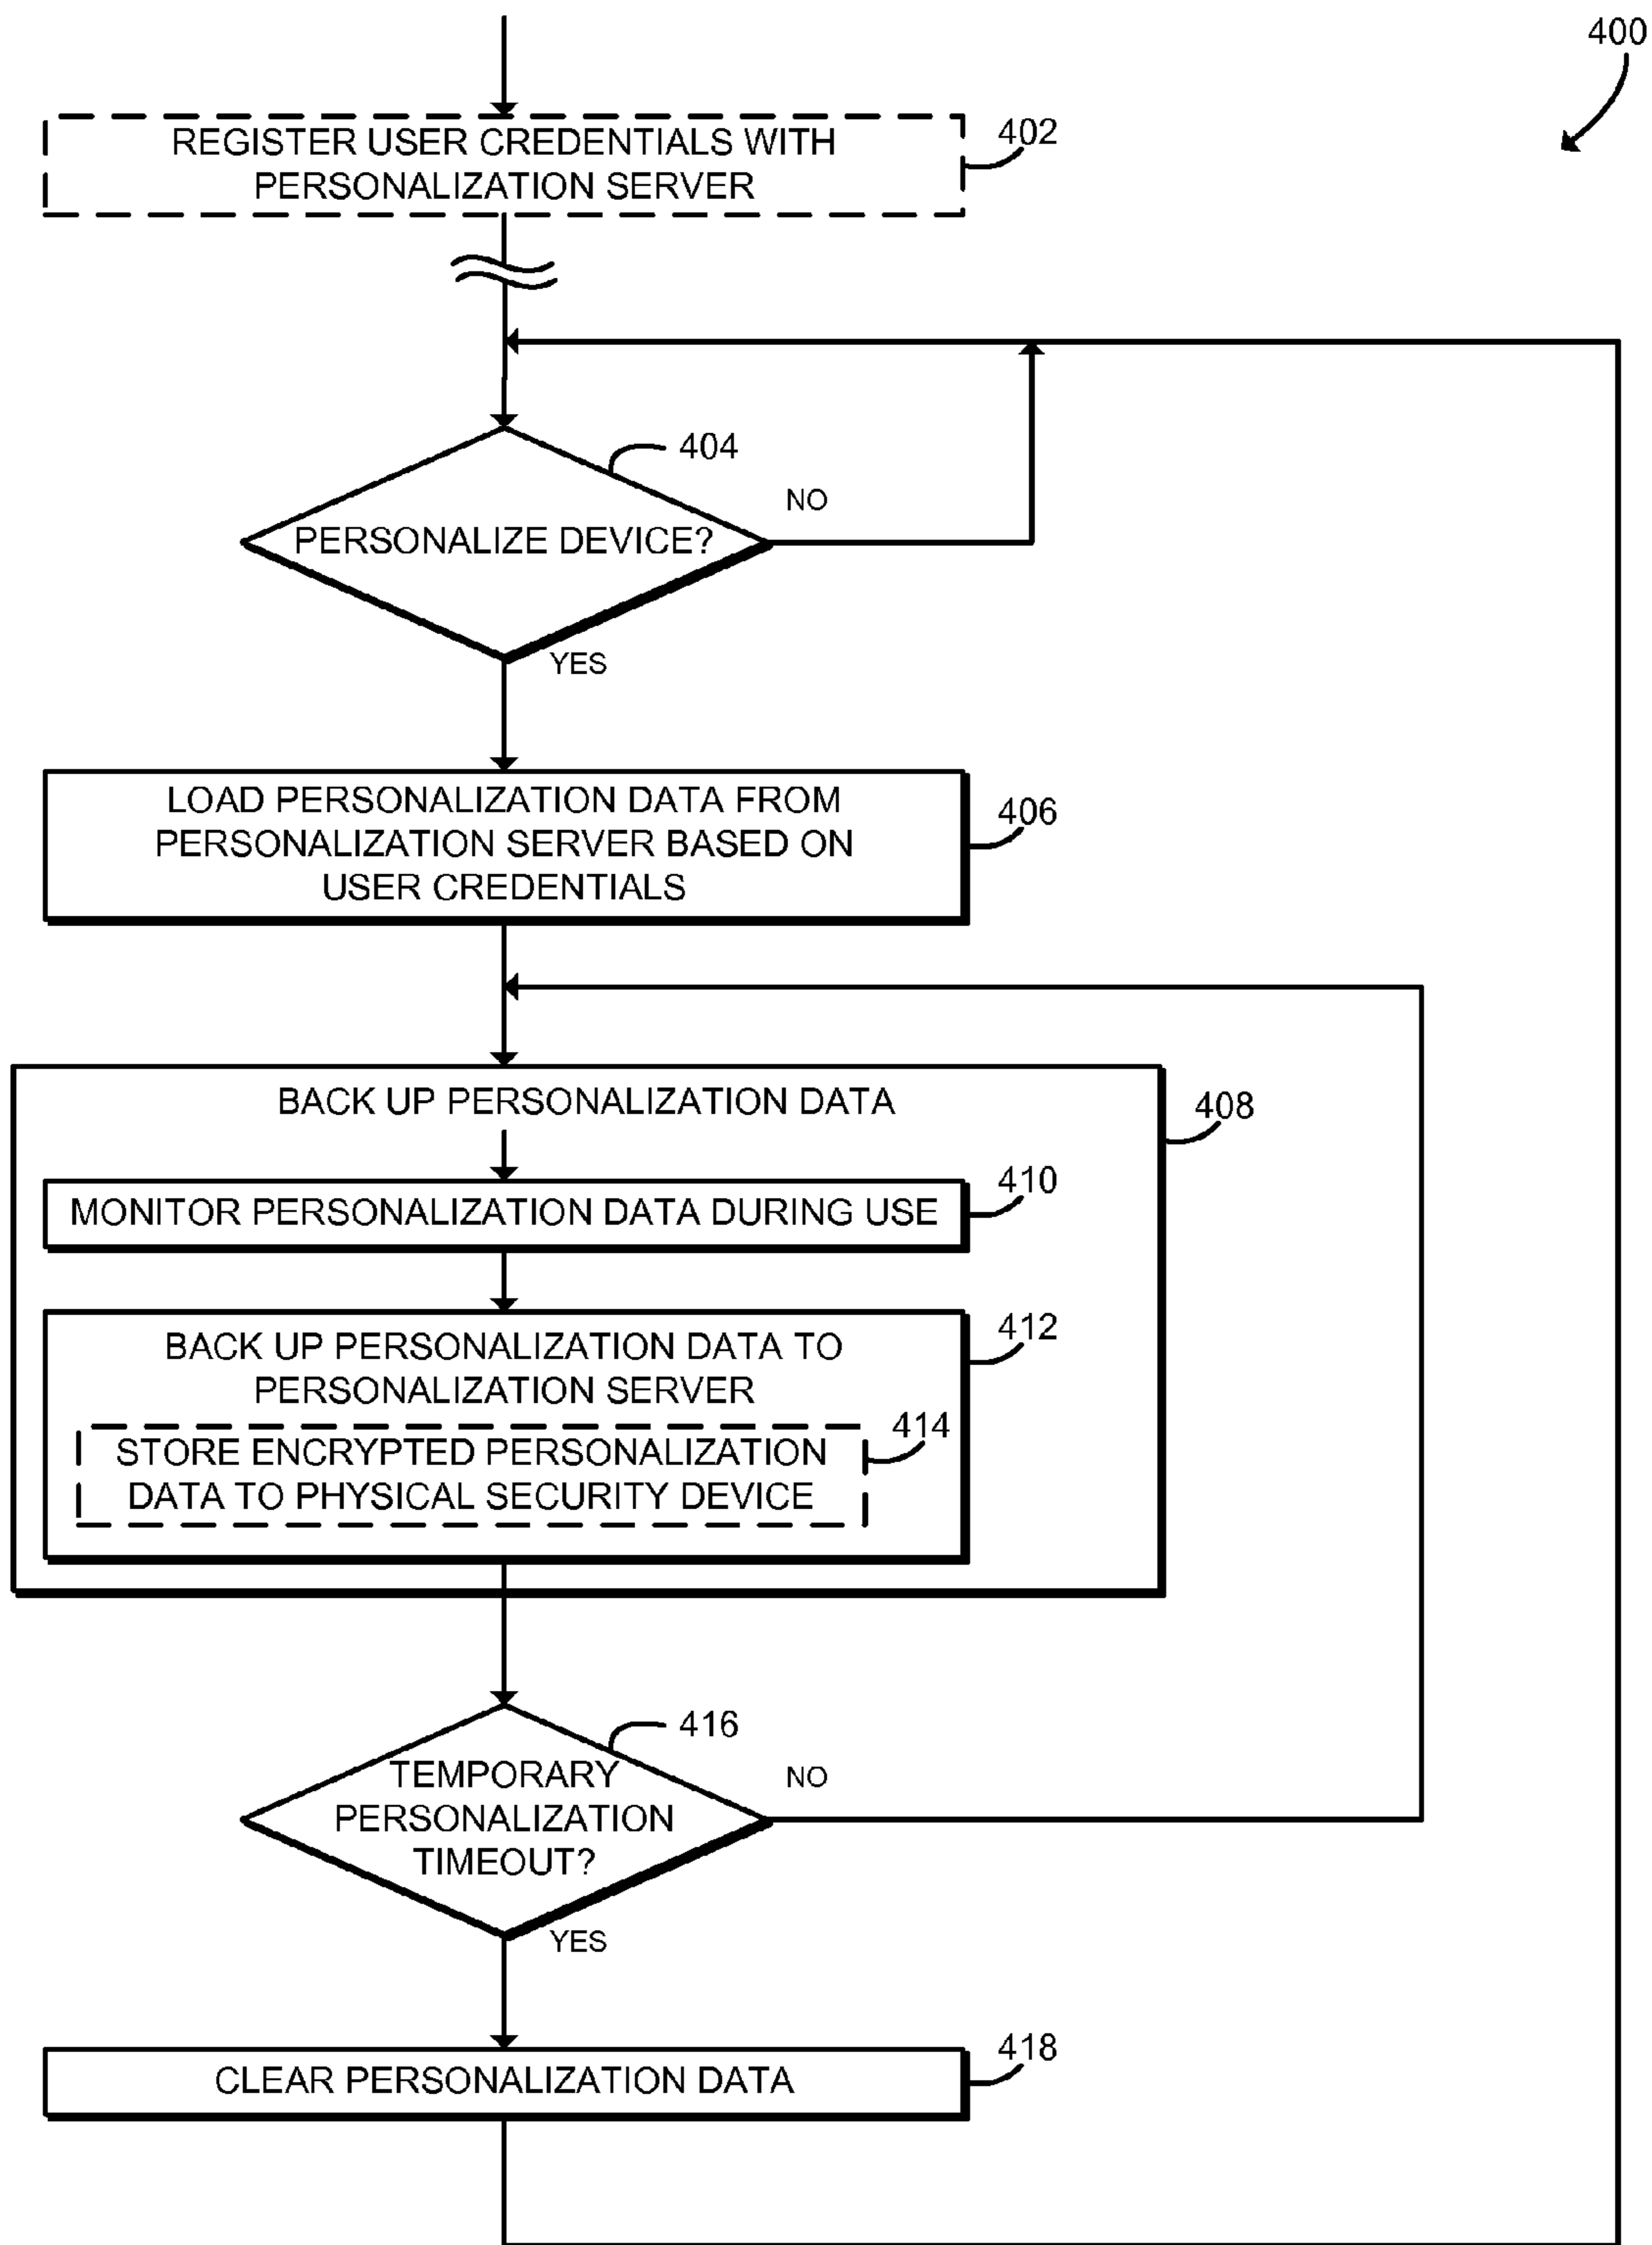 400
REGISTER USER CREDENTIALS WITH
PERSONALIZATION SERVER
402
404
NO
PERSONALIZE DEVICE?
YES
LOAD PERSONALIZATION DATA FROM
PERSONALIZATION SERVER BASED ON
USER CREDENTIALS
406
BACK UP PERSONALIZATION DATA
408
MONITOR PERSONALIZATION DATA DURING USE
410
BACK UP PERSONALIZATION DATA TO
PERSONALIZATION SERVER
412
STORE ENCRYPTED PERSONALIZATION
DATA TO PHYSICAL SECURITY DEVICE
414
416
TEMPORARY
PERSONALIZATION
TIMEOUT?
NO
YES
CLEAR PERSONALIZATION DATA
418